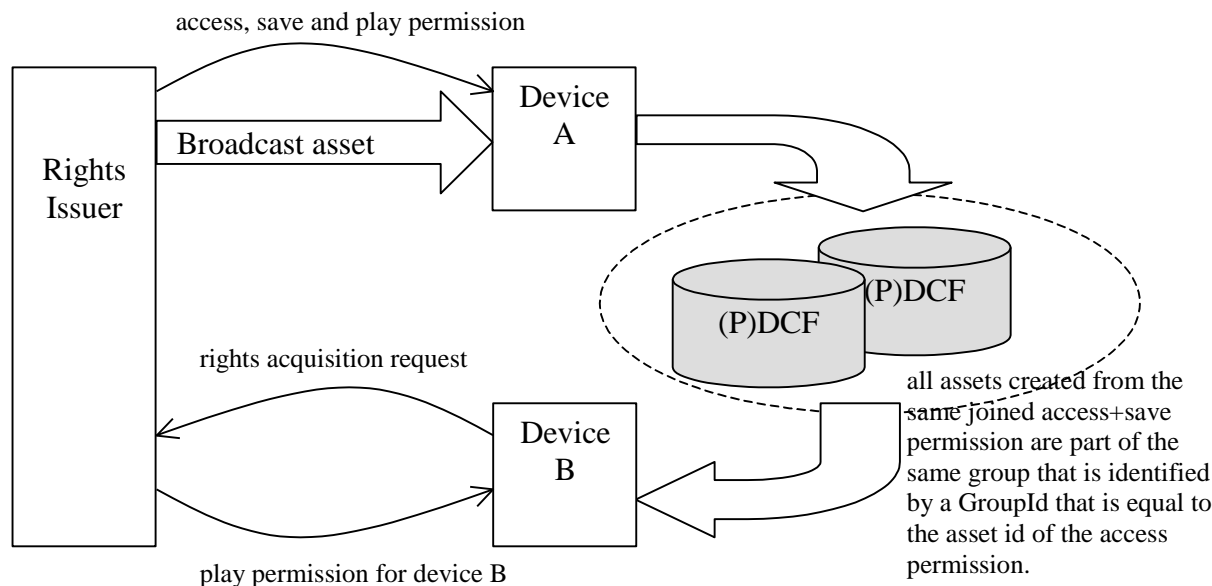 access, save and play permission
Device
A
Broadcast asset
Rights
Issuer
(P)DCF
(P)DCF
rights acquisition request
all assets created from the
same joined access+save
permission are part of the
same group that is identified
by a GroupId that is equal to
the asset id of the access
permission.
Device
B
play permission for device B